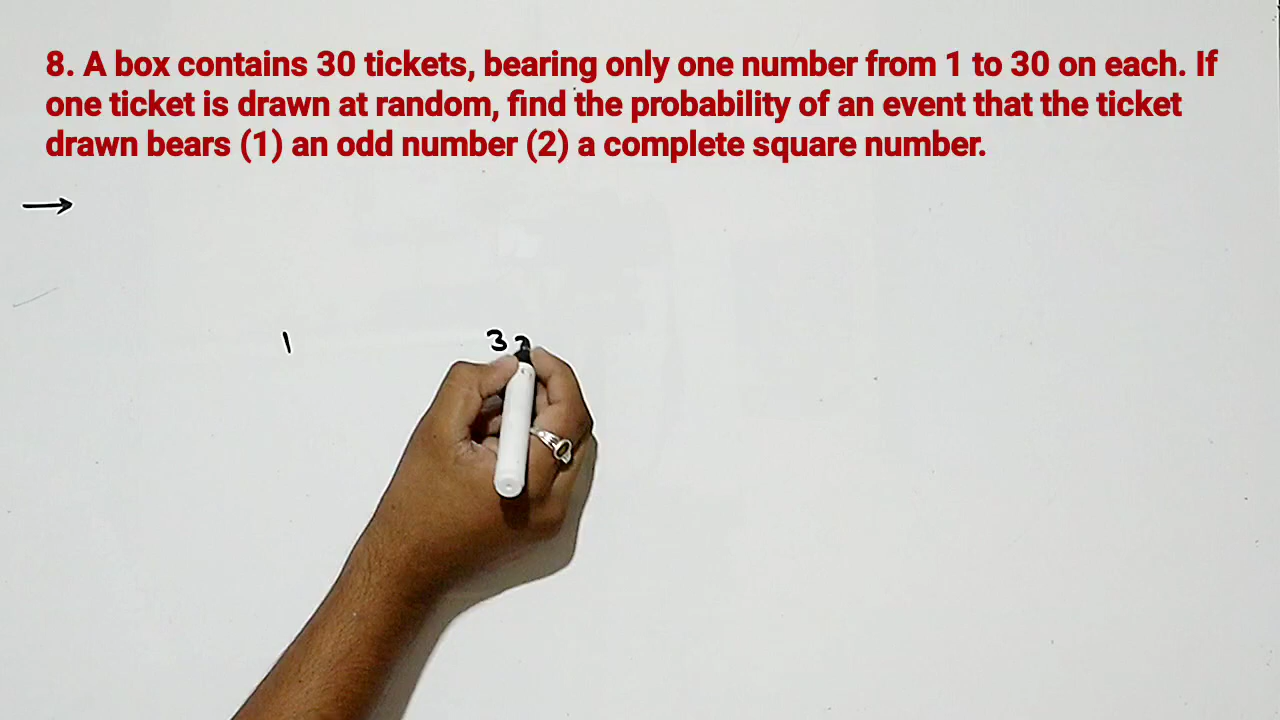 8. A box contains 30 tickets, bearing only one number from 1 to 30 on each. If
one ticket is drawn at random, find the probability of an event that the ticket
drawn bears (1) an odd number (2) a complete square number.
→
1 3